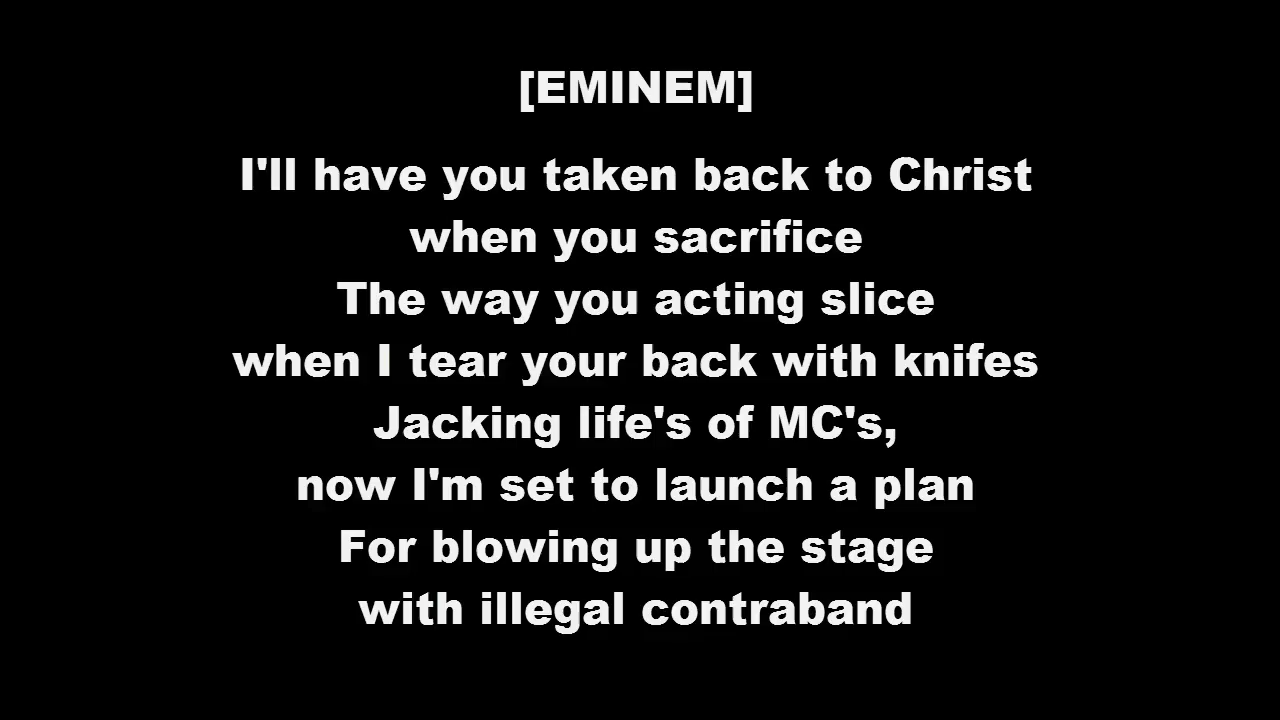 [EMINEM]
I'll have you taken back to Christ
when you sacrifice
The way you acting slice
when I tear your back with knifes
Jacking life's of MC's,
now I'm set to launch a plan
For blowing up the stage
with illegal contraband